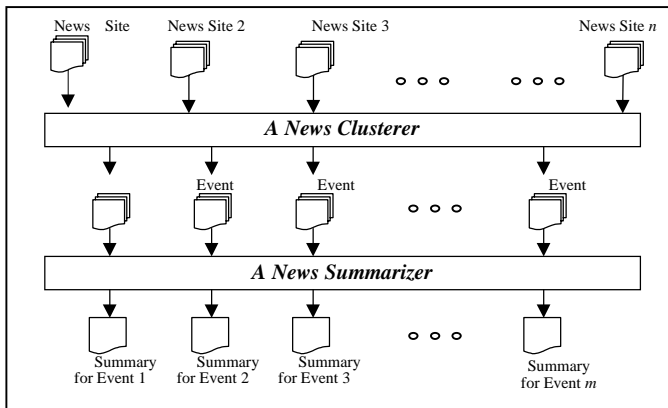 News Site
News Site 2
News Site 3
News Site n
A News Clusterer
Event
Event
Event
A News Summarizer
Summary
for Event 1
Summary
for Event 2
Summary
for Event 3
Summary
for Event m